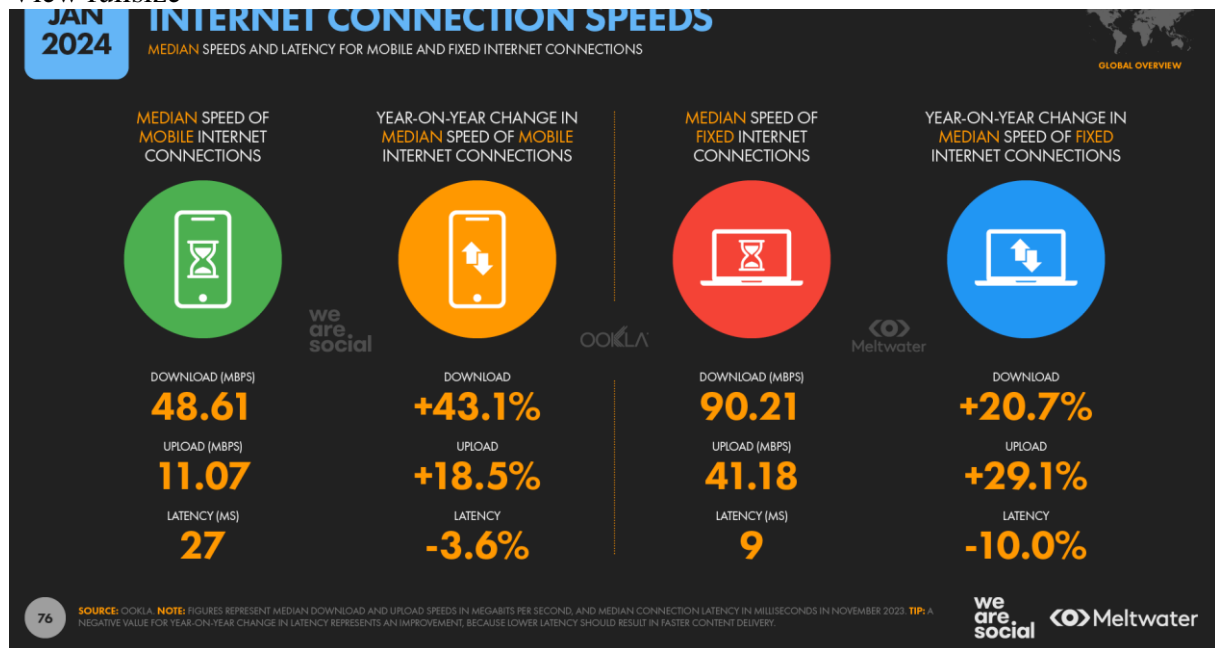 View fullsize
JAN
2024
INTERNET CONNECTION SPEEDS
MEDIAN SPEEDS AND LATENCY FOR MOBILE AND FIXED INTERNET CONNECTIONS
GLOBAL OVERVIEW
MEDIAN SPEED OF
MOBILE INTERNET
CONNECTIONS
YEAR-ON-YEAR CHANGE IN
MEDIAN SPEED OF MOBILE
INTERNET CONNECTIONS
MEDIAN SPEED OF
FIXED INTERNET
CONNECTIONS
YEAR-ON-YEAR CHANGE IN
MEDIAN SPEED OF FIXED
INTERNET CONNECTIONS
we
are.
social
OOKLA
Meltwater
DOWNLOAD (MBPS)
48.61
UPLOAD (MBPS)
11.07
LATENCY (MS)
27
DOWNLOAD
+43.1%
UPLOAD
+18.5%
LATENCY
-3.6%
DOWNLOAD (MBPS)
90.21
UPLOAD (MBPS)
41.18
LATENCY (MS)
9
DOWNLOAD
+20.7%
UPLOAD
+29.1%
LATENCY
-10.0%
76
SOURCE: OOKLA. NOTE: FIGURES REPRESENT MEDIAN DOWNLOAD AND UPLOAD SPEEDS IN MEGABITS PER SECOND, AND MEDIAN CONNECTION LATENCY IN MILLISECONDS IN NOVEMBER 2023. TIP: A
NEGATIVE VALUE FOR YEAR-ON-YEAR CHANGE IN LATENCY REPRESENTS AN IMPROVEMENT, BECAUSE LOWER LATENCY SHOULD RESULT IN FASTER CONTENT DELIVERY.
we
are.
social
Meltwater